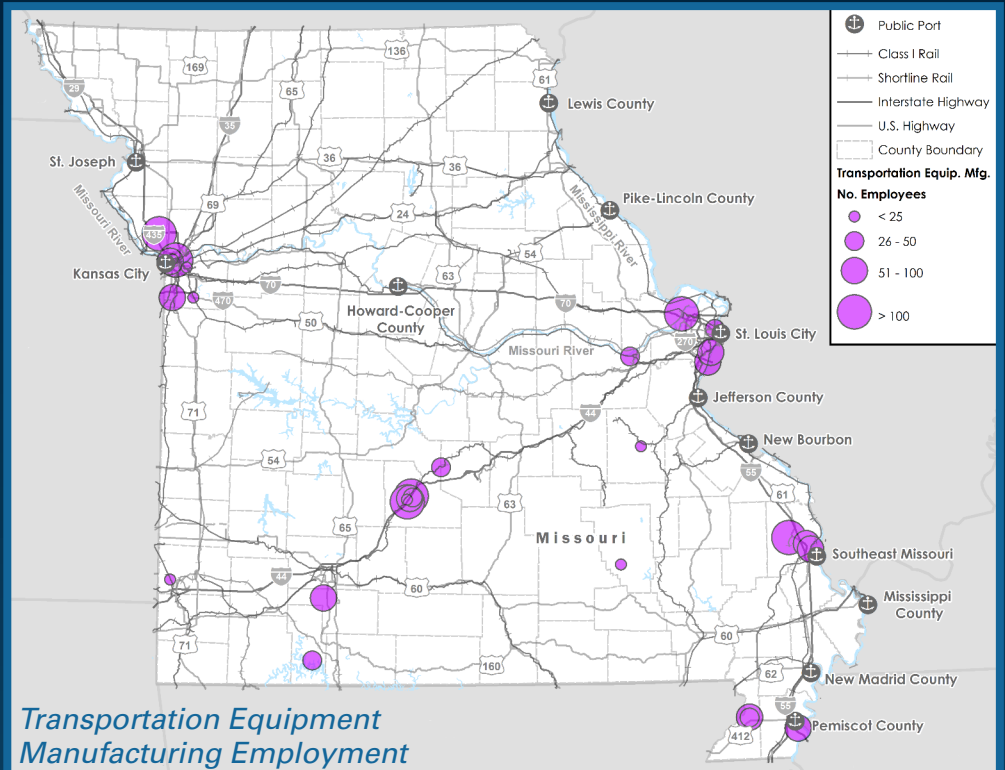 Public Port
Class I Rail
Shortline Rail
Interstate Highway
U.S. Highway
County Boundary
Transportation Equip. Mfg.
No. Employees
< 25
26 - 50
51 - 100
> 100
136
169
61
29
65
Lewis County
35
St. Joseph
36
36
Missouri River
69
Pike-Lincoln County
24
Mississippi River
435
54
Kansas City
63
70
470
70
Howard-Cooper
County
50
St. Louis City
270
Missouri River
Jefferson County
71
44
New Bourbon
54
55
61
63
65
Missouri
Southeast Missouri
44
60
Mississippi
County
60
71
160
62
New Madrid County
55
Pemiscot County
412
Transportation Equipment
Manufacturing Employment